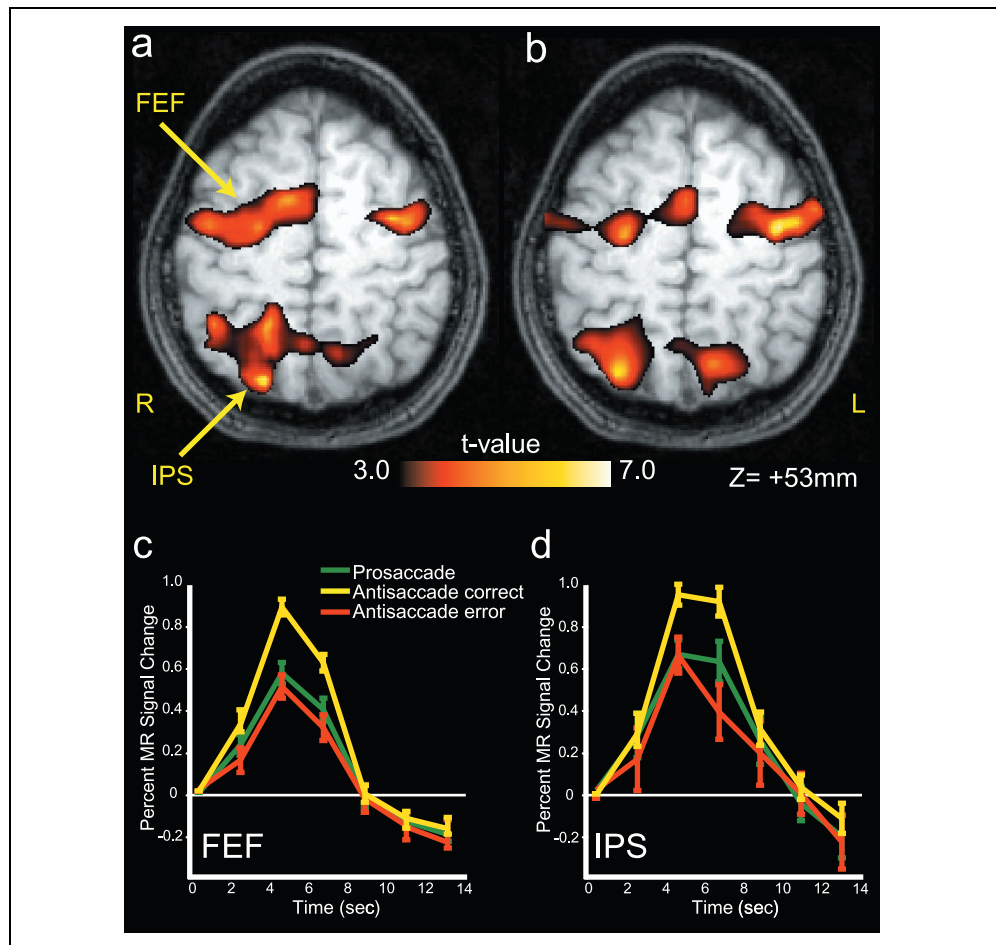 a
b
FEF
R
L
IPS
t-value
3.0
7.0
Z= +53mm
c
d
Prosaccade
Antisaccade correct
Antisaccade error
Percent MR Signal Change
1.0
0.8
0.6
0.4
0.2
0
-0.2
FEF
0 2 4 6 8 10 12 14
Time (sec)
Percent MR Signal Change
1.0
0.8
0.6
0.4
0.2
0
-0.2
IPS
0 2 4 6 8 10 12 14
Time (sec)